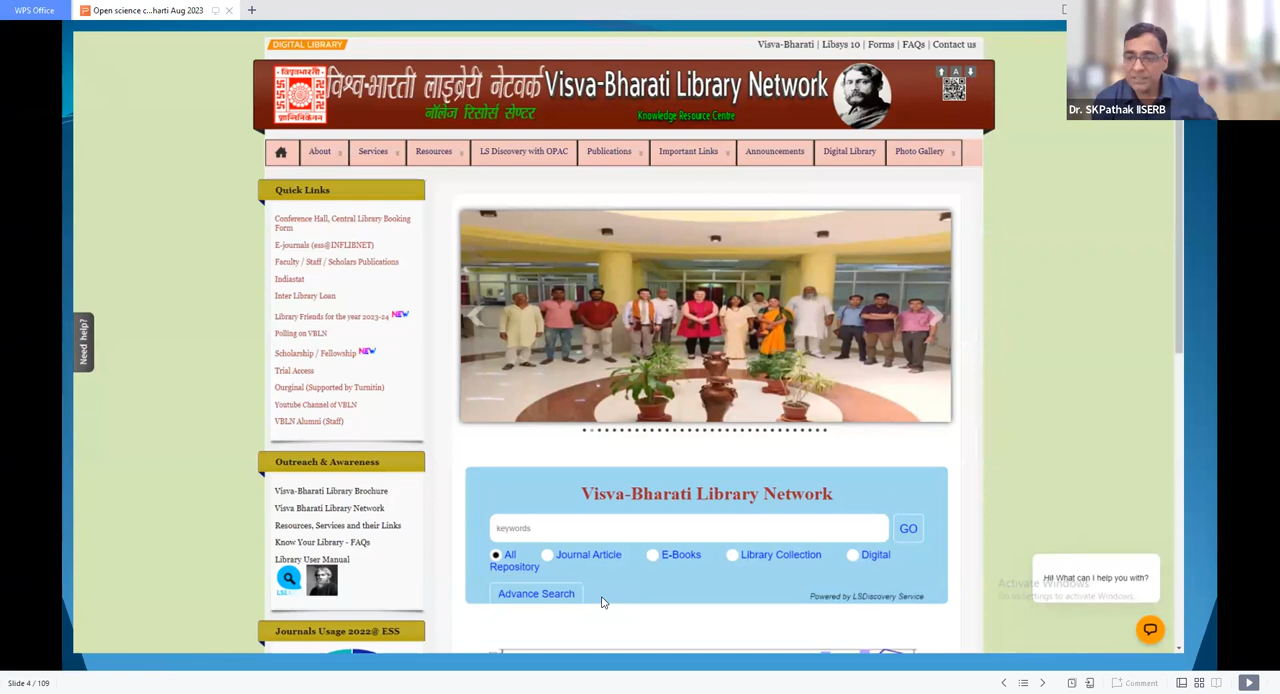 WPS Office
Open science c...harti Aug 2023
DIGITAL LIBRARY
Visva-Bharati | Libsys 10 | Forms | FAQs | Contact us
विश्व-भारती लाइब्रेरी नेटवर्क Visva-Bharati Library Network
नॉलेज रिसोर्स सेण्टर
Knowledge Resource Centre
A
Dr. SKPathak IISERB
About
Services
Resources
LS Discovery with OPAC
Publications
Important Links
Announcements
Digital Library
Photo Gallery
Quick Links
Conference Hall, Central Library Booking
Form
E-journals (ess@INFLIBNET)
Faculty / Staff / Scholars Publications
Indiastat
Inter Library Loan
Library Friends for the year 2023-24 NEW
Polling on VBLN
Scholarship / Fellowship NEW
Trial Access
Ourginal (Supported by Turnitin)
Youtube Channel of VBLN
VBLN Alumni (Staff)
Need help?
Outreach & Awareness
Visva-Bharati Library Brochure
Visva Bharati Library Network
Resources, Services and their Links
Know Your Library - FAQs
Library User Manual
Journals Usage 2022@ ESS
Visva-Bharati Library Network
keywords
GO
All
Journal Article
E-Books
Library Collection
Digital
Repository
Advance Search
Powered by LSDiscovery Service
Hi! What can I help you with?
Activate Windows
Go to Settings to activate Windows.
Slide 4 / 109
Comment